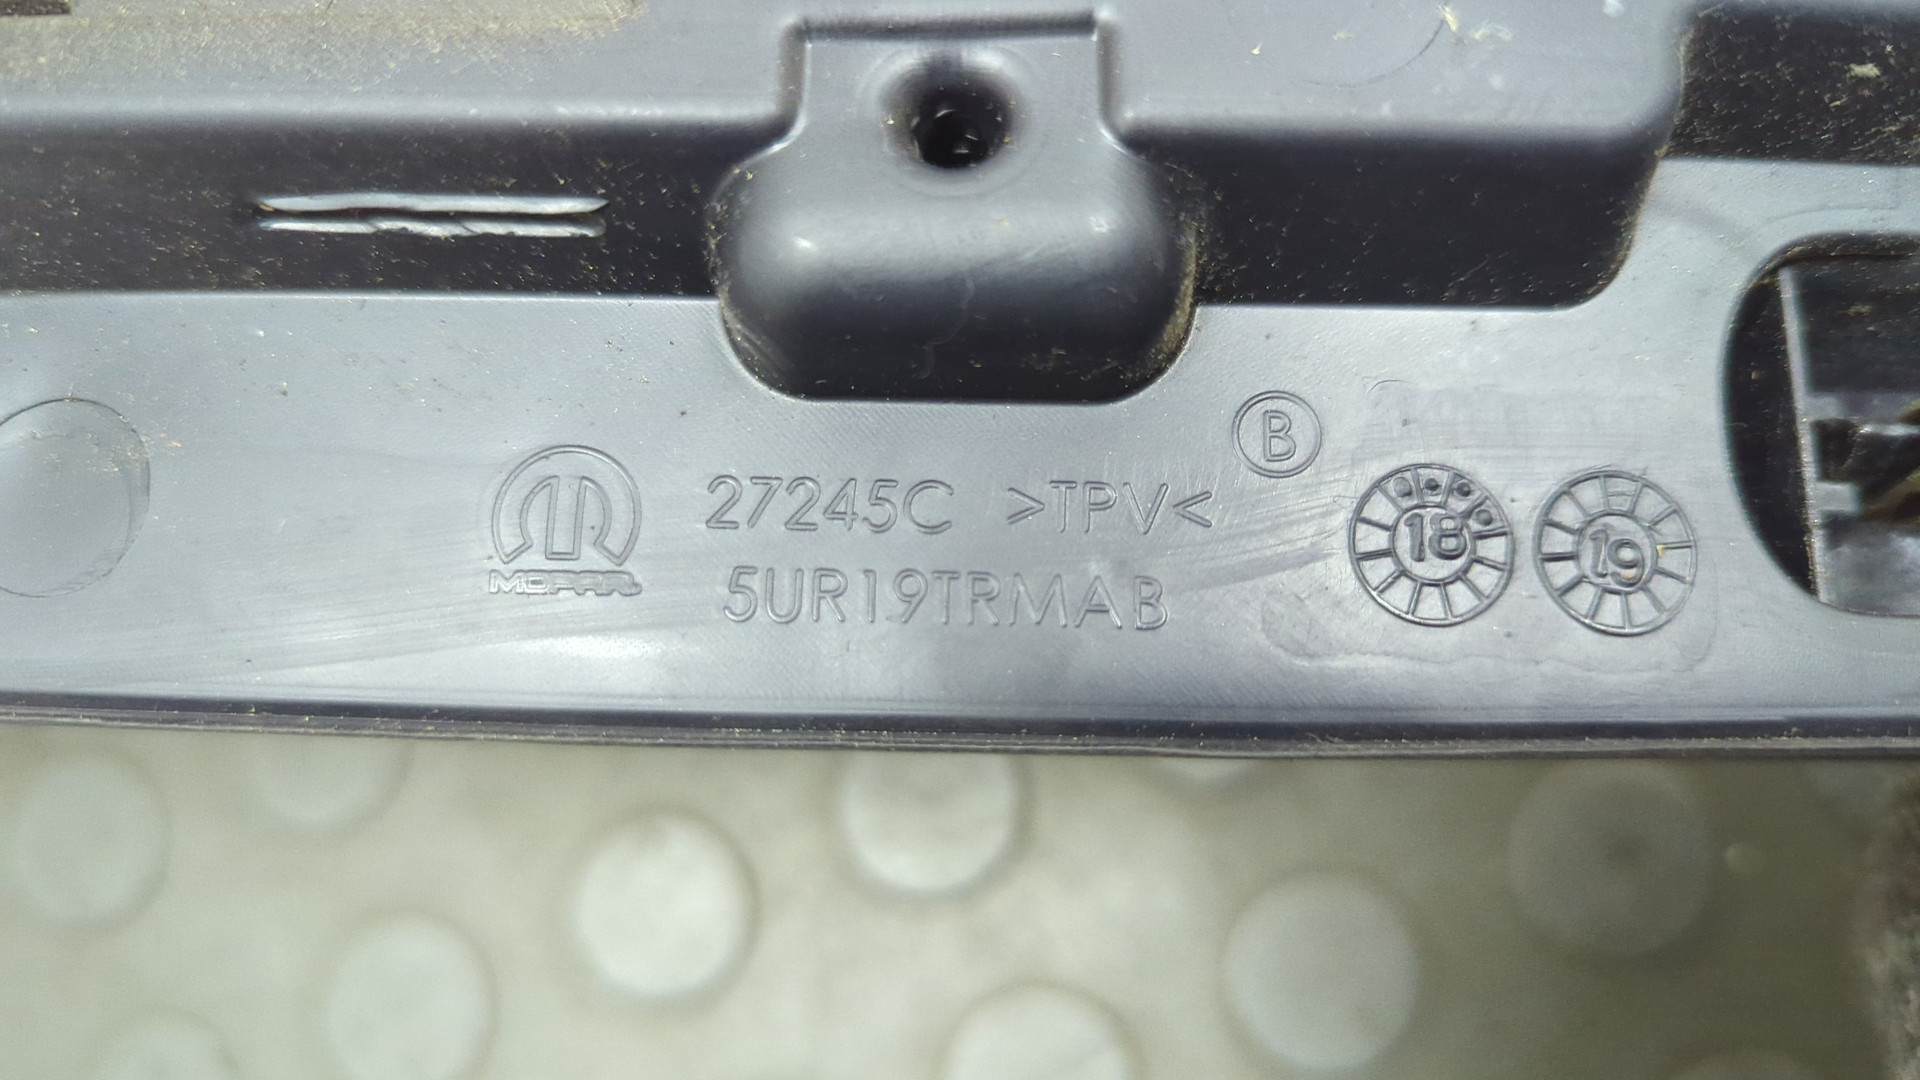 B
27245C >TPV<
18 19
MOPAR
5UR19TRMAB